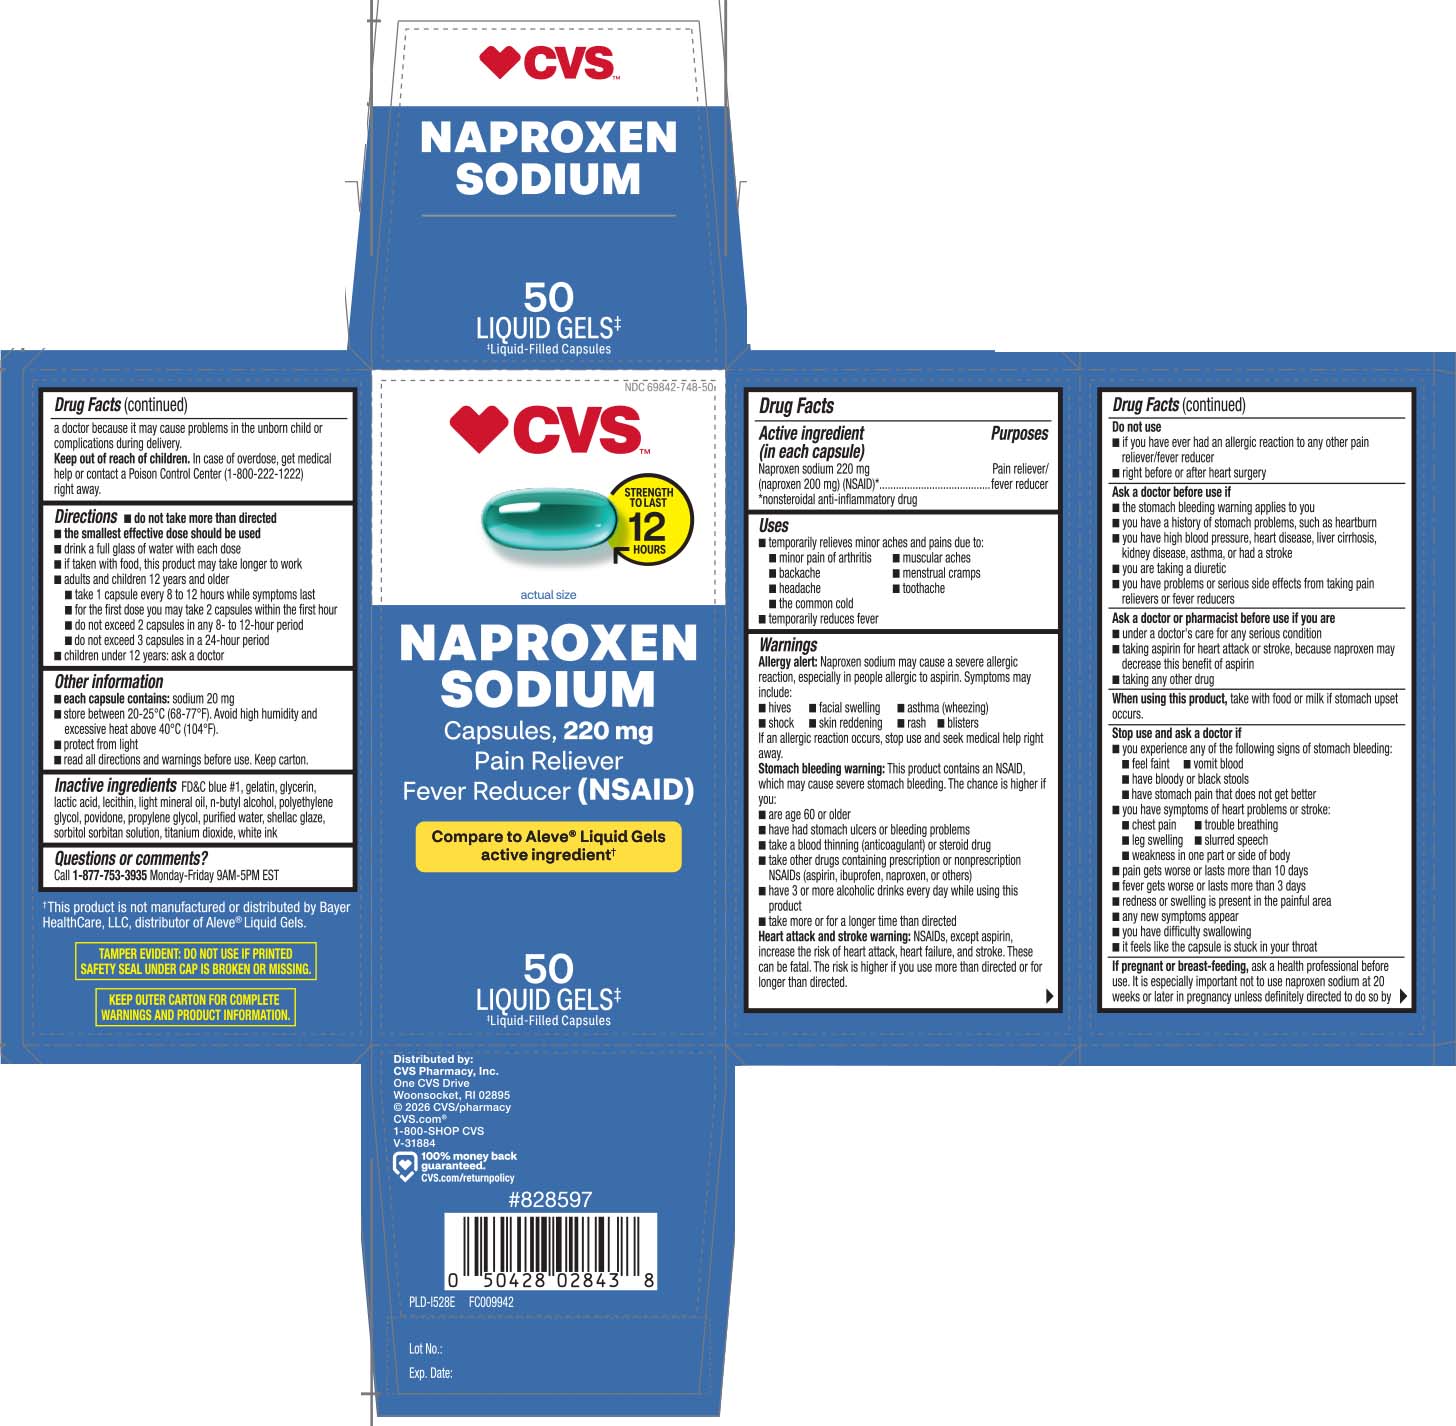 CVS™
NAPROXEN
SODIUM
50
LIQUID GELS‡
‡Liquid-Filled Capsules
NDC 69842-748-50
CVS™
STRENGTH
TO LAST
12
HOURS
actual size
NAPROXEN
SODIUM
Capsules, 220 mg
Pain Reliever
Fever Reducer (NSAID)
Compare to Aleve® Liquid Gels
active ingredient†
50
LIQUID GELS‡
‡Liquid-Filled Capsules
Drug Facts
Active ingredient Purposes
(in each capsule)
Naproxen sodium 220 mg Pain reliever/
(naproxen 200 mg) (NSAID)*.....................................fever reducer
*nonsteroidal anti-inflammatory drug
Uses
■ temporarily relieves minor aches and pains due to:
■ minor pain of arthritis ■ muscular aches
■ backache ■ menstrual cramps
■ headache ■ toothache
■ the common cold
■ temporarily reduces fever
Warnings
Allergy alert: Naproxen sodium may cause a severe allergic
reaction, especially in people allergic to aspirin. Symptoms may
include:
■ hives ■ facial swelling ■ asthma (wheezing)
■ shock ■ skin reddening ■ rash ■ blisters
If an allergic reaction occurs, stop use and seek medical help right
away.
Stomach bleeding warning: This product contains an NSAID,
which may cause severe stomach bleeding. The chance is higher if
you:
■ are age 60 or older
■ have had stomach ulcers or bleeding problems
■ take a blood thinning (anticoagulant) or steroid drug
■ take other drugs containing prescription or nonprescription
NSAIDs (aspirin, ibuprofen, naproxen, or others)
■ have 3 or more alcoholic drinks every day while using this
product
■ take more or for a longer time than directed
Heart attack and stroke warning: NSAIDs, except aspirin,
increase the risk of heart attack, heart failure, and stroke. These
can be fatal. The risk is higher if you use more than directed or for
longer than directed.
Drug Facts (continued)
Do not use
■ if you have ever had an allergic reaction to any other pain
reliever/fever reducer
■ right before or after heart surgery
Ask a doctor before use if
■ the stomach bleeding warning applies to you
■ you have a history of stomach problems, such as heartburn
■ you have high blood pressure, heart disease, liver cirrhosis,
kidney disease, asthma, or had a stroke
■ you are taking a diuretic
■ you have problems or serious side effects from taking pain
relievers or fever reducers
Ask a doctor or pharmacist before use if you are
■ under a doctor's care for any serious condition
■ taking aspirin for heart attack or stroke, because naproxen may
decrease this benefit of aspirin
■ taking any other drug
When using this product, take with food or milk if stomach upset
occurs.
Stop use and ask a doctor if
■ you experience any of the following signs of stomach bleeding:
■ feel faint ■ vomit blood
■ have bloody or black stools
■ have stomach pain that does not get better
■ you have symptoms of heart problems or stroke:
■ chest pain ■ trouble breathing
■ leg swelling ■ slurred speech
■ weakness in one part or side of body
■ pain gets worse or lasts more than 10 days
■ fever gets worse or lasts more than 3 days
■ redness or swelling is present in the painful area
■ any new symptoms appear
■ you have difficulty swallowing
■ it feels like the capsule is stuck in your throat
If pregnant or breast-feeding, ask a health professional before
use. It is especially important not to use naproxen sodium at 20
weeks or later in pregnancy unless definitely directed to do so by
Drug Facts (continued)
a doctor because it may cause problems in the unborn child or
complications during delivery.
Keep out of reach of children. In case of overdose, get medical
help or contact a Poison Control Center (1-800-222-1222)
right away.
Directions ■ do not take more than directed
■ the smallest effective dose should be used
■ drink a full glass of water with each dose
■ if taken with food, this product may take longer to work
■ adults and children 12 years and older
■ take 1 capsule every 8 to 12 hours while symptoms last
■ for the first dose you may take 2 capsules within the first hour
■ do not exceed 2 capsules in any 8- to 12-hour period
■ do not exceed 3 capsules in a 24-hour period
■ children under 12 years: ask a doctor
Other information
■ each capsule contains: sodium 20 mg
■ store between 20-25°C (68-77°F). Avoid high humidity and
excessive heat above 40°C (104°F).
■ protect from light
■ read all directions and warnings before use. Keep carton.
Inactive ingredients FD&C blue #1, gelatin, glycerin,
lactic acid, lecithin, light mineral oil, n-butyl alcohol, polyethylene
glycol, povidone, propylene glycol, purified water, shellac glaze,
sorbitol sorbitan solution, titanium dioxide, white ink
Questions or comments?
Call 1-877-753-3935 Monday-Friday 9AM-5PM EST
†This product is not manufactured or distributed by Bayer
HealthCare, LLC, distributor of Aleve® Liquid Gels.
TAMPER EVIDENT: DO NOT USE IF PRINTED
SAFETY SEAL UNDER CAP IS BROKEN OR MISSING.
KEEP OUTER CARTON FOR COMPLETE
WARNINGS AND PRODUCT INFORMATION.
Distributed by:
CVS Pharmacy, Inc.
One CVS Drive
Woonsocket, RI 02895
© 2026 CVS/pharmacy
CVS.com®
1-800-SHOP CVS
V-31884
100% money back
guaranteed.
CVS.com/returnpolicy
#828597
0 50428 02843 8
PLD-I528E FC009942
Lot No.:
Exp. Date: